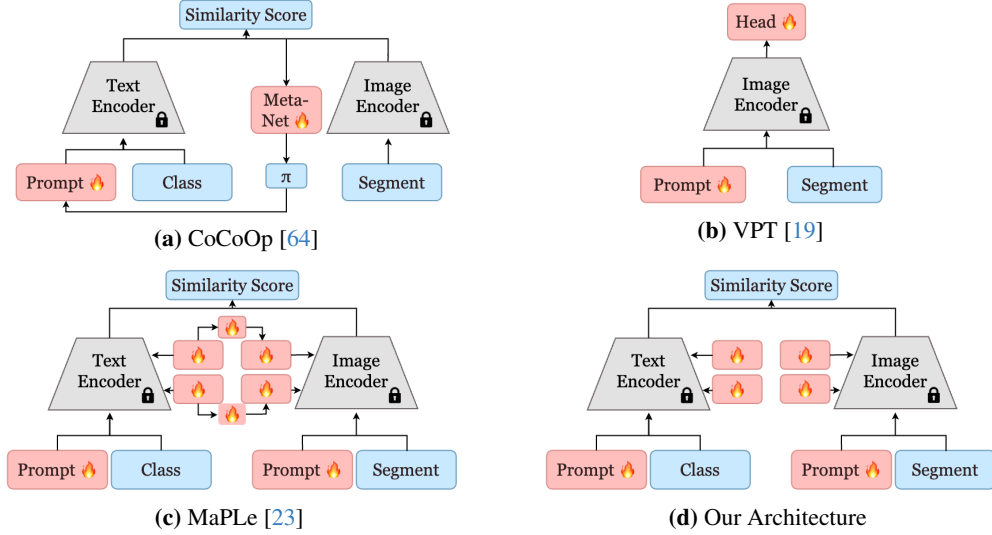 Similarity Score
Text
Encoder
Meta-
Net
Image
Encoder
Prompt
Class
π
Segment
(a) CoCoOp [64]
Head
Image
Encoder
Prompt
Segment
(b) VPT [19]
Similarity Score
Text
Encoder
Image
Encoder
Prompt
Class
Prompt
Segment
(c) MaPLe [23]
Similarity Score
Text
Encoder
Image
Encoder
Prompt
Class
Prompt
Segment
(d) Our Architecture